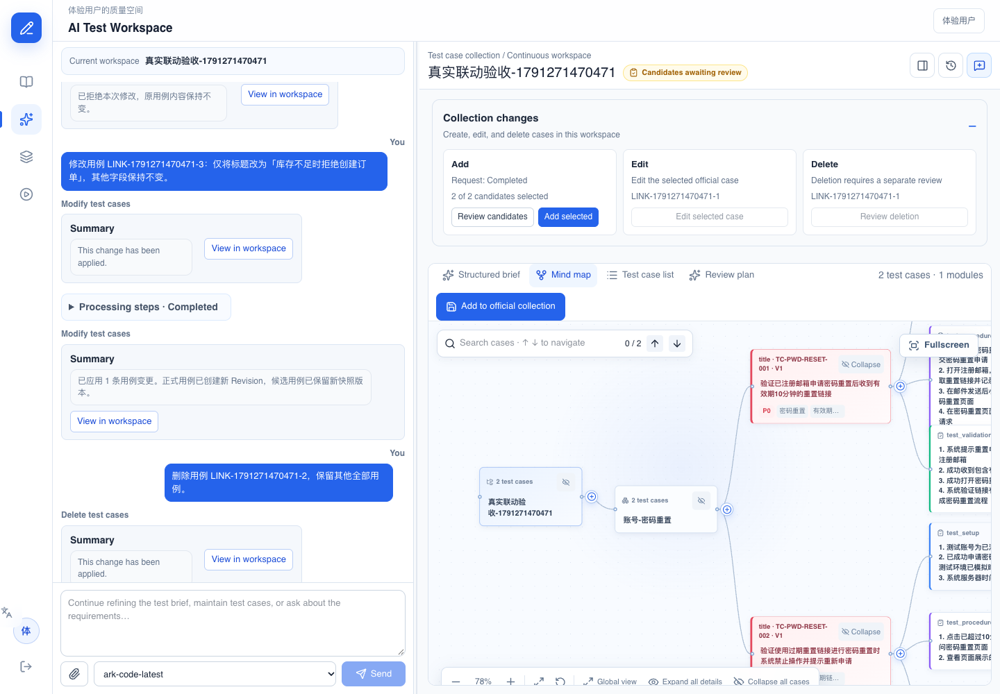 体验用户的质量空间
AI Test Workspace
体验用户
Current workspace 真实联动验收-1791271470471
已拒绝本次修改，原用例内容保持不
变。
View in workspace
You
修改用例 LINK-1791271470471-3：仅将标题改为「库存不足时拒绝创建订
单」，其他字段保持不变。
Modify test cases
Summary
This change has been
applied.
View in workspace
Processing steps · Completed
Modify test cases
Summary
已应用 1 条用例变更。正式用例已创建新 Revision，候选用例已保留新快照版
本。
View in workspace
You
删除用例 LINK-1791271470471-2，保留其他全部用
例。
Delete test cases
Summary
This change has been
applied.
View in workspace
Continue refining the test brief, maintain test cases, or ask about the
requirements…
ark-code-latest
Send
体
Test case collection / Continuous workspace
真实联动验收-1791271470471
Candidates awaiting review
Collection changes
Create, edit, and delete cases in this workspace
Add
Request: Completed
2 of 2 candidates selected
Review candidates
Add selected
Edit
Edit the selected official case
LINK-1791271470471-1
Edit selected case
Delete
Deletion requires a separate review
LINK-1791271470471-1
Review deletion
Structured brief
Mind map
Test case list
Review plan
2 test cases · 1 modules
Add to official collection
Search cases · ↑ ↓ to navigate
0 / 2
Fullscreen
2 test cases
真实联动验
收-1791271470471
2 test cases
账号-密码重置
title · TC-PWD-RESET-
001 · V1
Collapse
验证已注册邮箱申请密码重置后收到有
效期10分钟的重置链接
P0
密码重置
有效期...
title · TC-PWD-RESET-
002 · V1
Collapse
验证使用过期重置链接进行密码重置时
系统禁止操作并提示重新申请
期链...
交密码重置申请
2. 打开注册邮箱，
取重置链接并记录
3. 在邮件发送后
码重置页面
4. 在密码重置页面
请求
test_validation
1. 系统提示重置
注册邮箱
2. 成功收到包含
3. 成功打开密码
4. 系统验证链接
成密码重置流程
test_setup
1. 测试账号为已
2. 已成功申请密码
测试环境已模拟
3. 系统服务器时间
test_procedure
1. 点击已超过10
问密码重置页面
2. 查看页面展示
78%
Global view
Expand all details
Collapse all cases